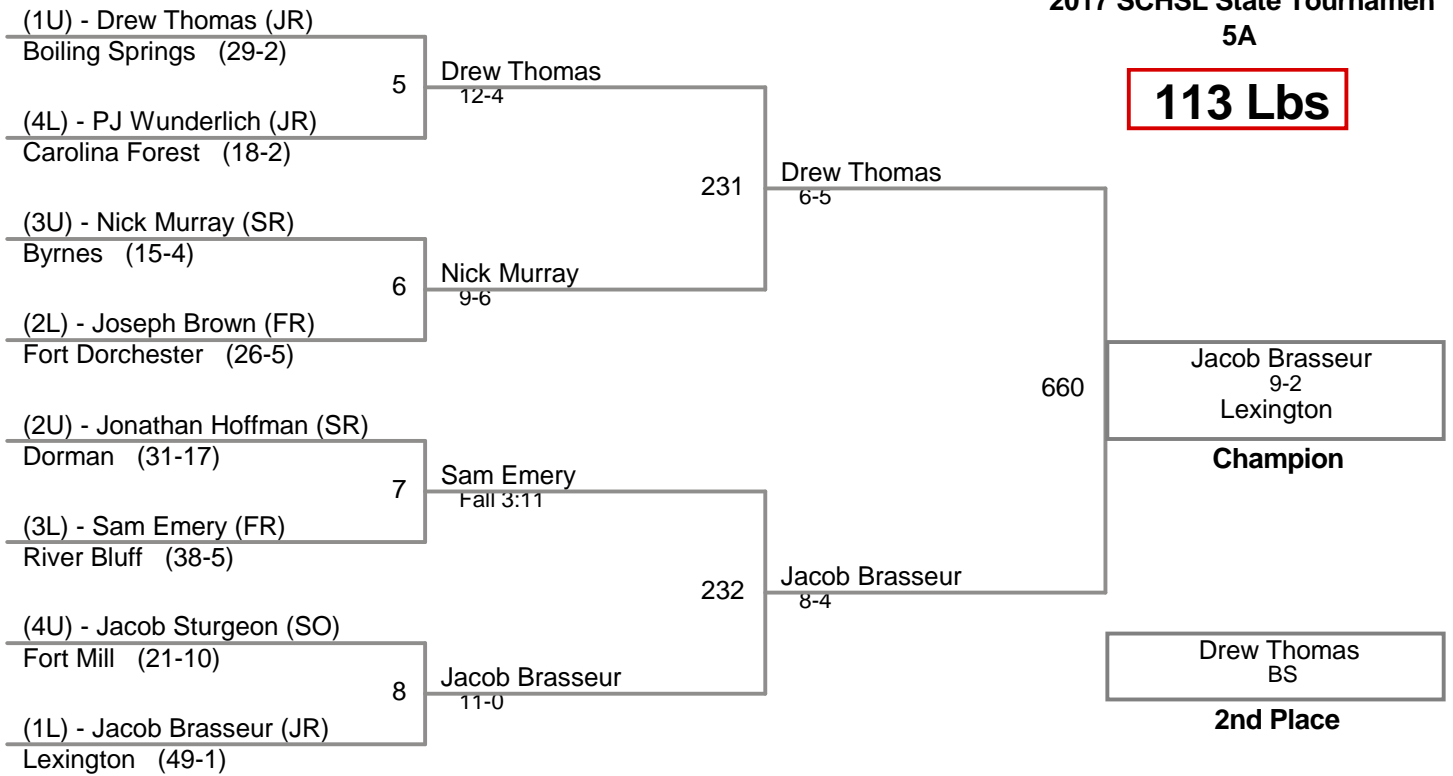 2017 SCHSL State Tournamen
5A
113 Lbs
(1U) - Drew Thomas (JR)
Boiling Springs (29-2)
5
(4L) - PJ Wunderlich (JR)
Carolina Forest (18-2)
Drew Thomas
12-4
(3U) - Nick Murray (SR)
Byrnes (15-4)
6
(2L) - Joseph Brown (FR)
Fort Dorchester (26-5)
Nick Murray
9-6
231
Drew Thomas
6-5
(2U) - Jonathan Hoffman (SR)
Dorman (31-17)
7
(3L) - Sam Emery (FR)
River Bluff (38-5)
Sam Emery
Fall 3:11
(4U) - Jacob Sturgeon (SO)
Fort Mill (21-10)
8
(1L) - Jacob Brasseur (JR)
Lexington (49-1)
Jacob Brasseur
11-0
232
Jacob Brasseur
8-4
660
Jacob Brasseur
9-2
Lexington
Champion
Drew Thomas
BS
2nd Place